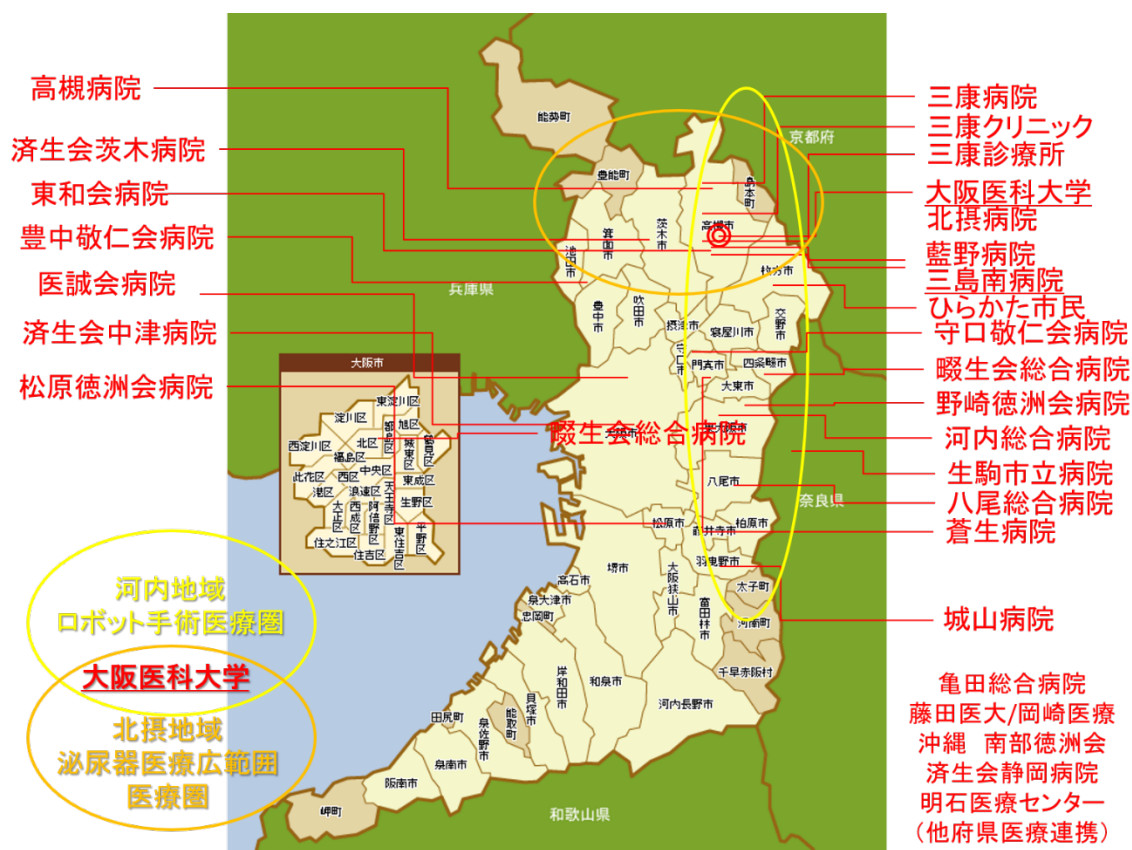 高槻病院
済生会茨木病院
東和会病院
豊中敬仁会病院
医誠会病院
済生会中津病院
松原徳洲会病院
三康病院
三康クリニック
三康診療所
大阪医科大学
北摂病院
藍野病院
三島南病院
ひらかた市民
守口敬仁会病院
畷生会総合病院
野崎徳洲会病院
河内総合病院
生駒市立病院
八尾総合病院
蒼生病院
城山病院
亀田総合病院
藤田医大/岡崎医療
沖縄 南部徳洲会
済生会静岡病院
明石医療センター
(他府県医療連携)
京都府
兵庫県
奈良県
和歌山県
能勢町
豊能町
島本町
高槻市
茨木市
箕面市
池田市
枚方市
豊中市
吹田市
摂津市
寝屋川市
交野市
守口市
門真市
四条畷市
大東市
畷生会総合病院
八尾市
松原市
藤井寺市
柏原市
羽曳野市
堺市
大阪狭山市
富田林市
太子町
河南町
千早赤阪村
高石市
泉大津市
忠岡町
岸和田市
和泉市
河内長野市
貝塚市
田尻町
泉佐野市
熊取町
泉南市
阪南市
岬町
大阪市
東淀川区
淀川区
旭区
都島区
西淀川区
北区
城東区
鶴見区
福島区
中央区
此花区
西区
東成区
港区
浪速区
天王寺区
生野区
大正区
西成区
阿倍野区
平野区
住之江区
東住吉区
住吉区
河内地域
ロボット手術医療圏
大阪医科大学
北摂地域
泌尿器医療広範囲
医療圏